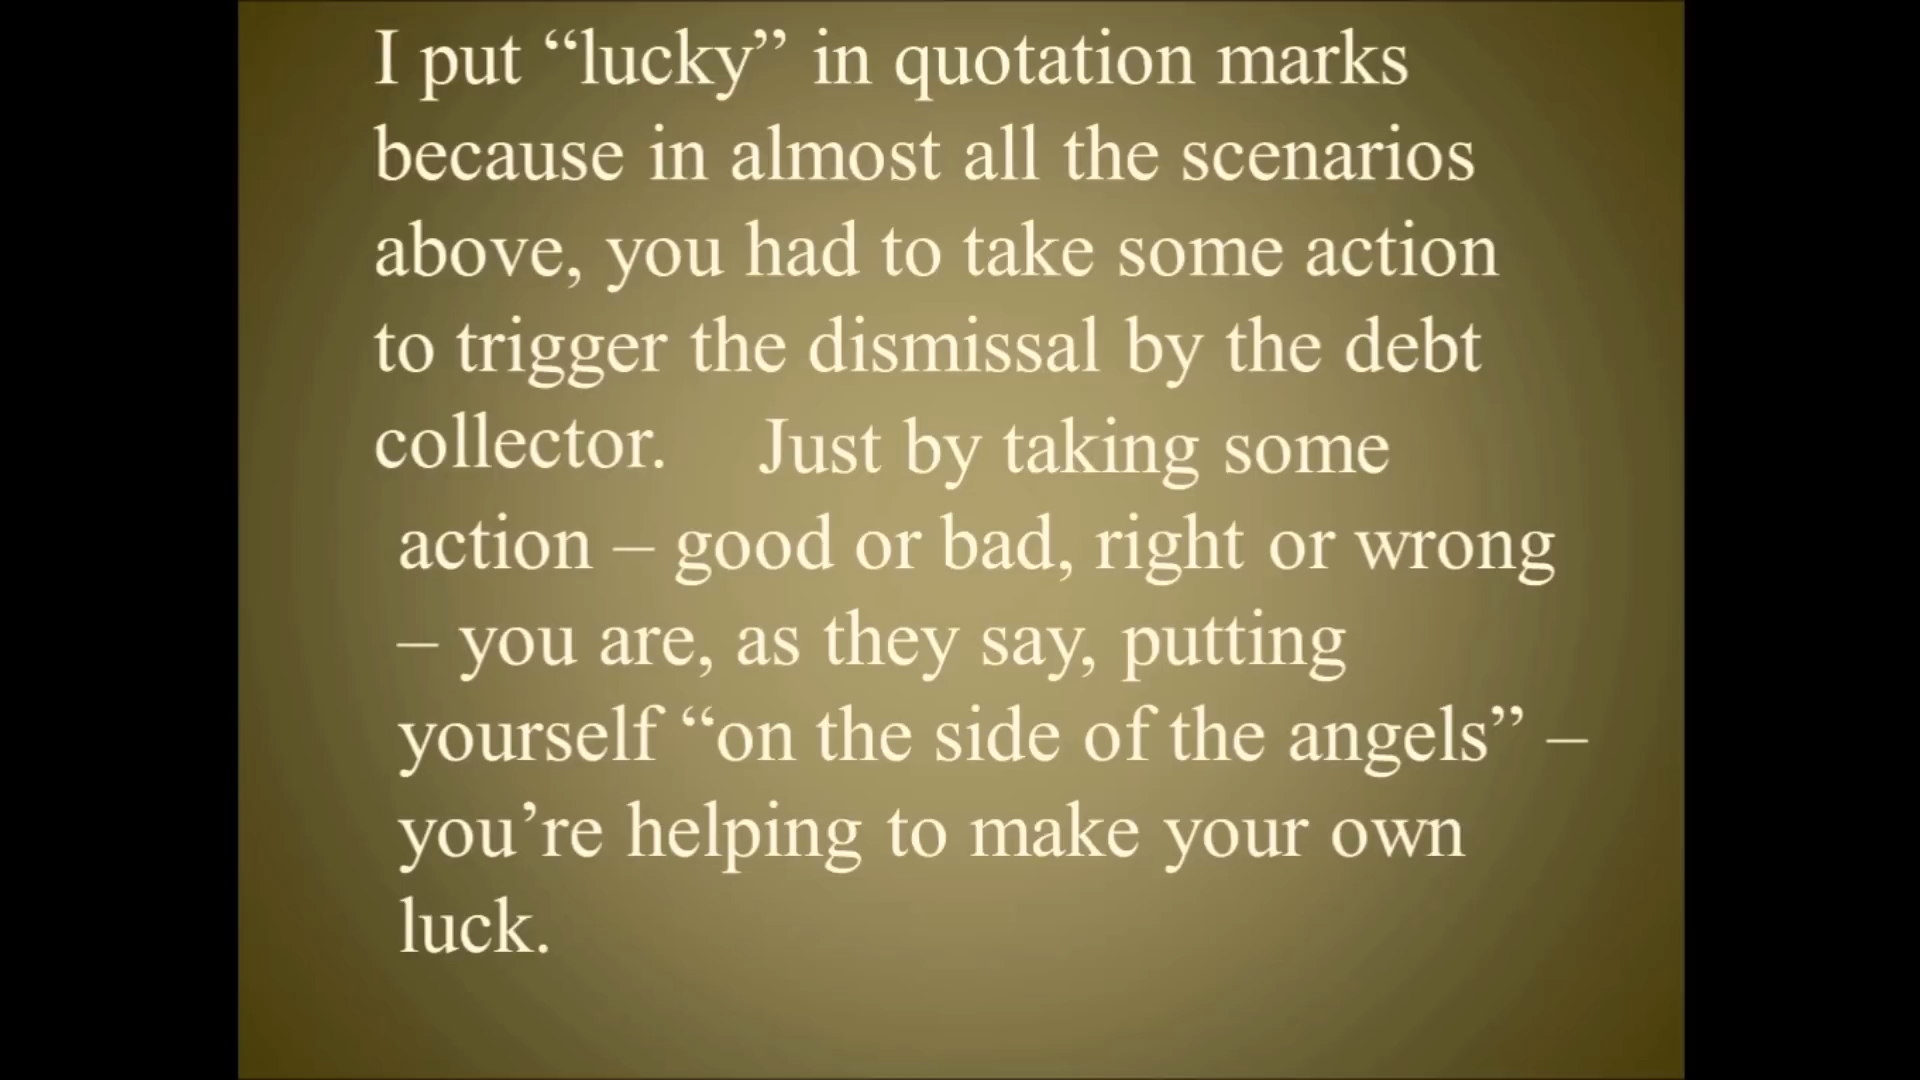 I put “lucky” in quotation marks
because in almost all the scenarios
above, you had to take some action
to trigger the dismissal by the debt
collector. Just by taking some
action – good or bad, right or wrong
– you are, as they say, putting
yourself “on the side of the angels” –
you’re helping to make your own
luck.